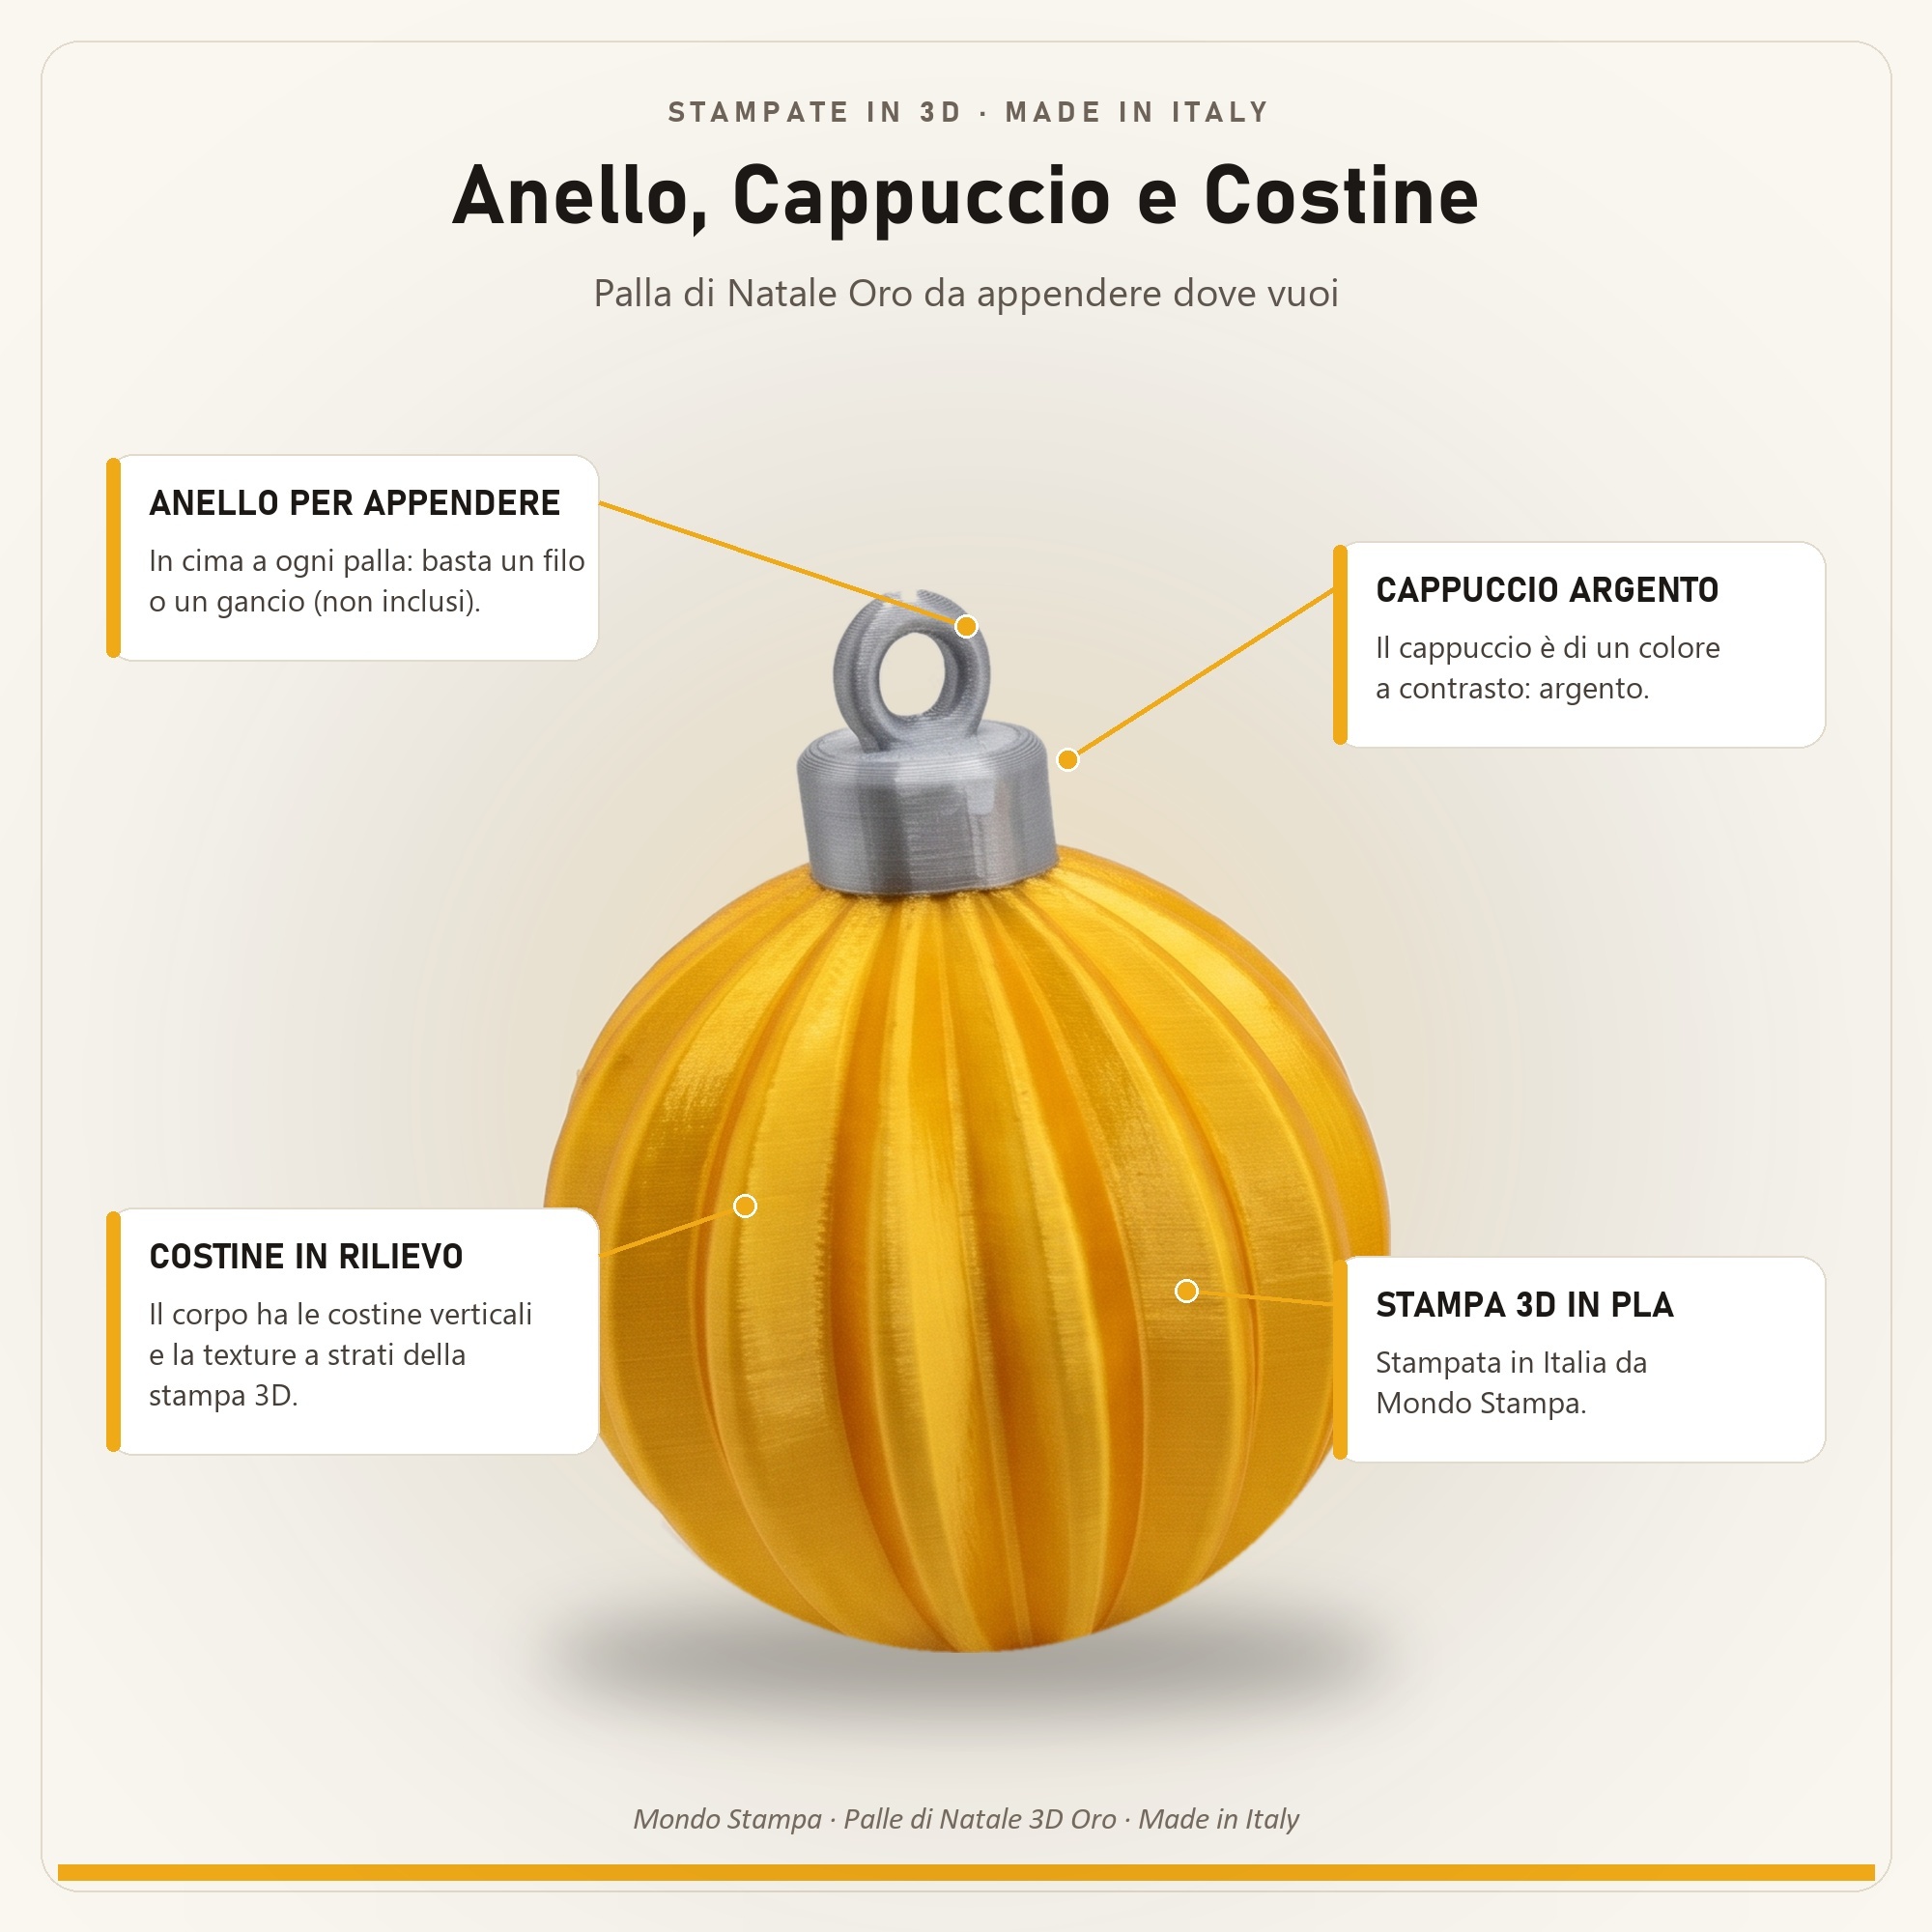 STAMPATE IN 3D · MADE IN ITALY
Anello, Cappuccio e Costine
Palla di Natale Oro da appendere dove vuoi
ANELLO PER APPENDERE
In cima a ogni palla: basta un filo
o un gancio (non inclusi).
CAPPUCCIO ARGENTO
Il cappuccio è di un colore
a contrasto: argento.
COSTINE IN RILIEVO
Il corpo ha le costine verticali
e la texture a strati della
stampa 3D.
STAMPA 3D IN PLA
Stampata in Italia da
Mondo Stampa.
Mondo Stampa · Palle di Natale 3D Oro · Made in Italy